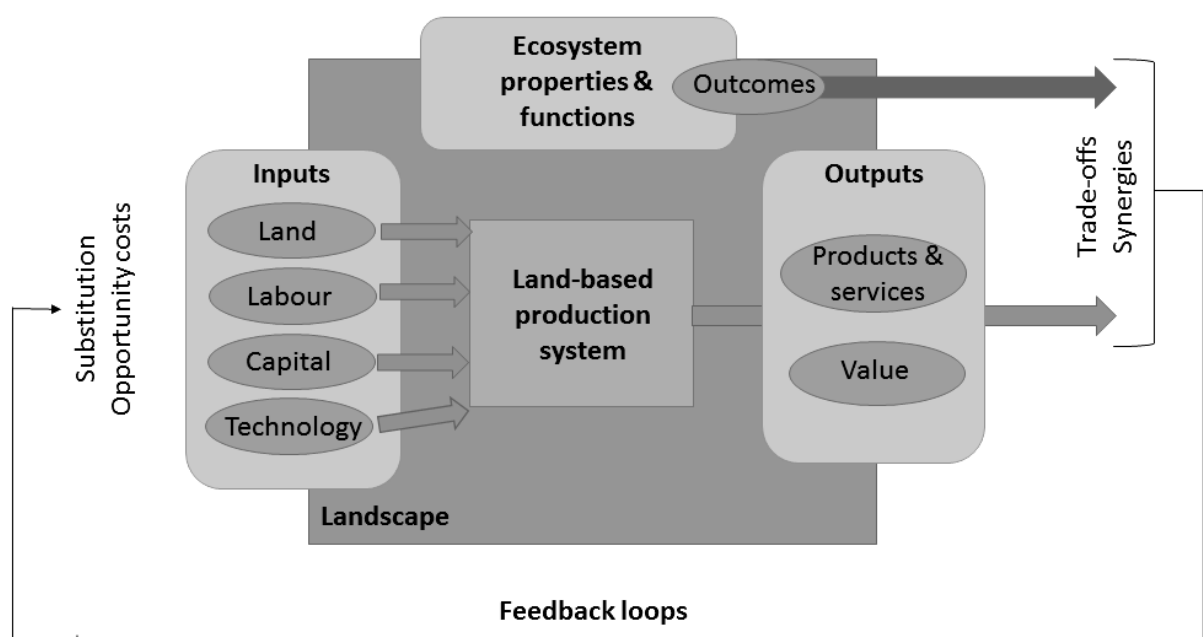 Ecosystem
properties &
functions
Outcomes
Inputs
Land
Labour
Capital
Technology
Substitution
Opportunity costs
Land-based
production
system
Outputs
Products &
services
Value
Trade-offs
Synergies
Landscape
Feedback loops